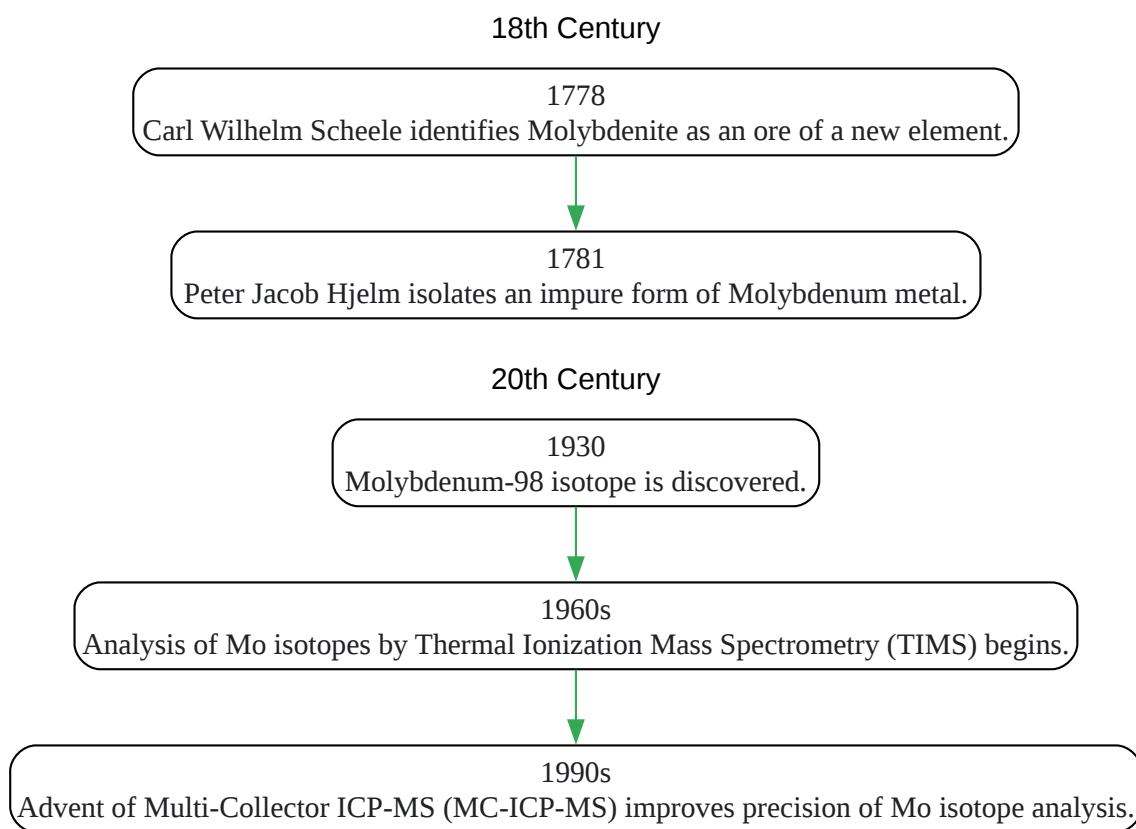 18th Century
1778
Carl Wilhelm Scheele identifies Molybdenite as an ore of a new element.
1781
Peter Jacob Hjelm isolates an impure form of Molybdenum metal.
20th Century
1930
Molybdenum-98 isotope is discovered.
1960s
Analysis of Mo isotopes by Thermal Ionization Mass Spectrometry (TIMS) begins.
1990s
Advent of Multi-Collector ICP-MS (MC-ICP-MS) improves precision of Mo isotope analysis.